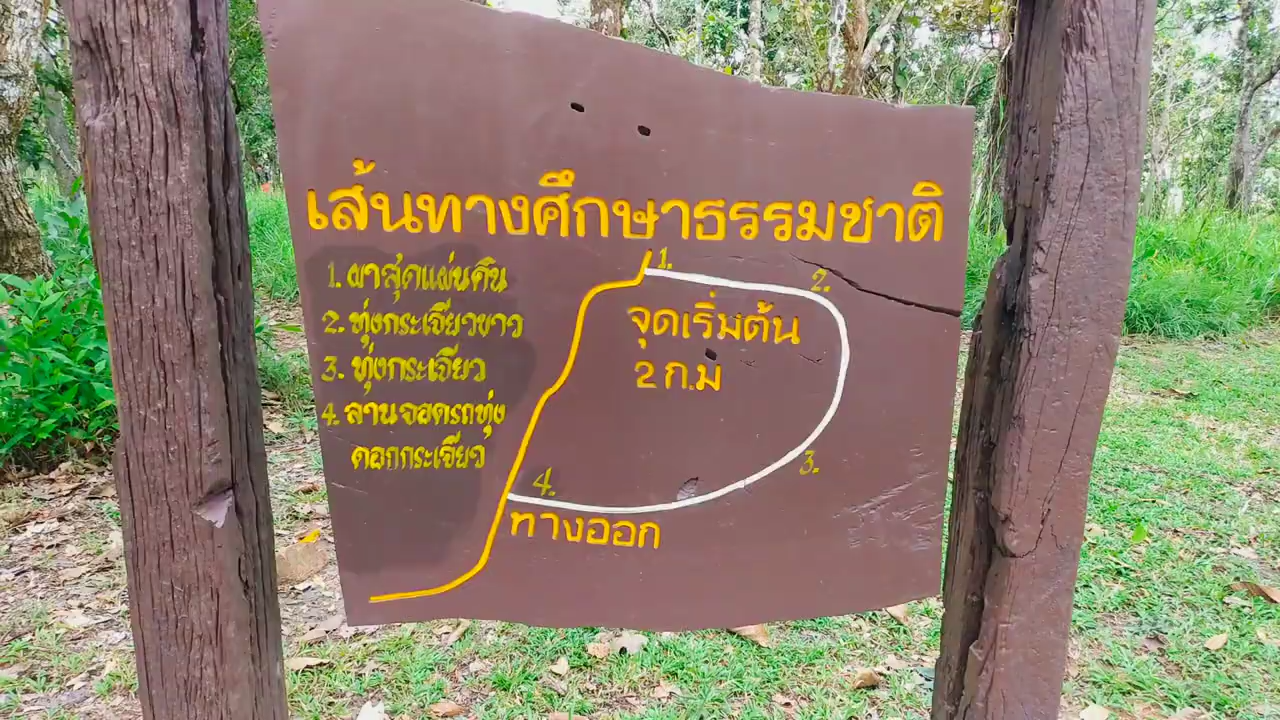 เส้นทางศึกษาธรรมชาติ
1. ผาสุดแผ่นดิน
2. ทุ่งกระเจียวขาว
3. ทุ่งกระเจียว
4. ลานจอดรถทุ่ง
ดอกกระเจียว
1.
2.
จุดเริ่มต้น
2 ก.ม
3.
4.
ทางออก